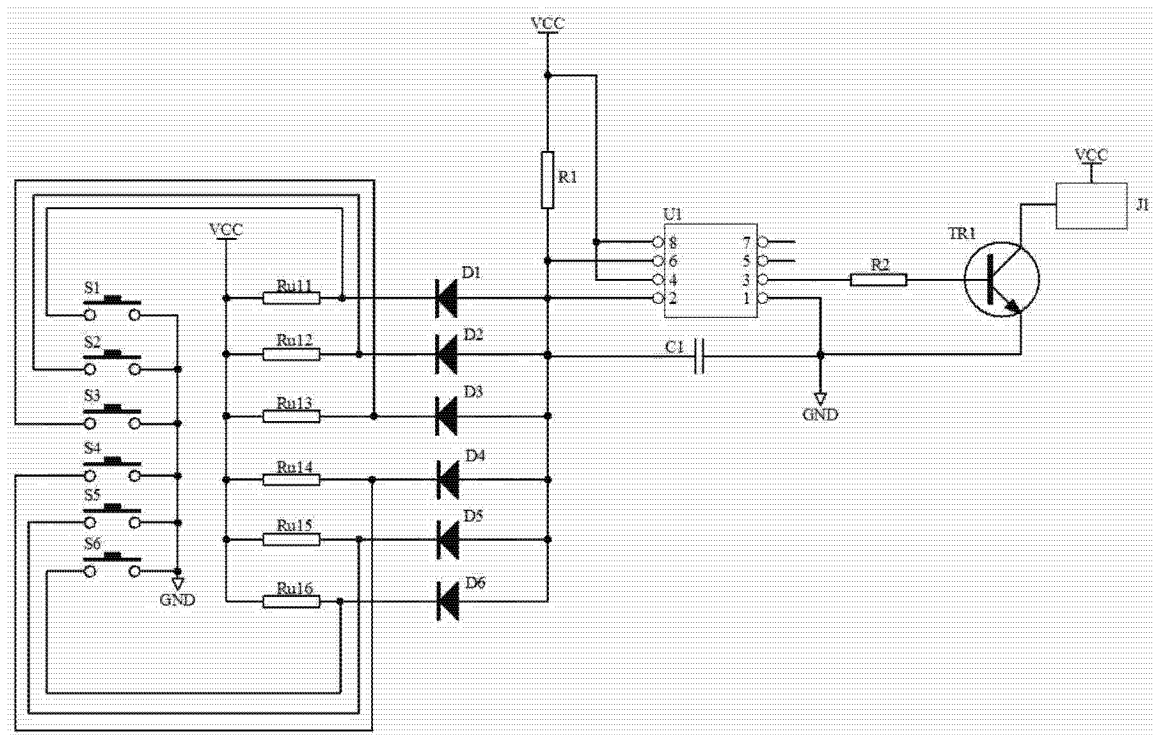 VCC
VCC
R1
J1
U1
VCC
TR1
8 7
6 5
4 3
2 1
R2
D1
S1
Ru11
D2
C1
S2
Ru12
GND
D3
S3
Ru13
D4
S4
Ru14
D5
S5
Ru15
S6
D6
Ru16
GND